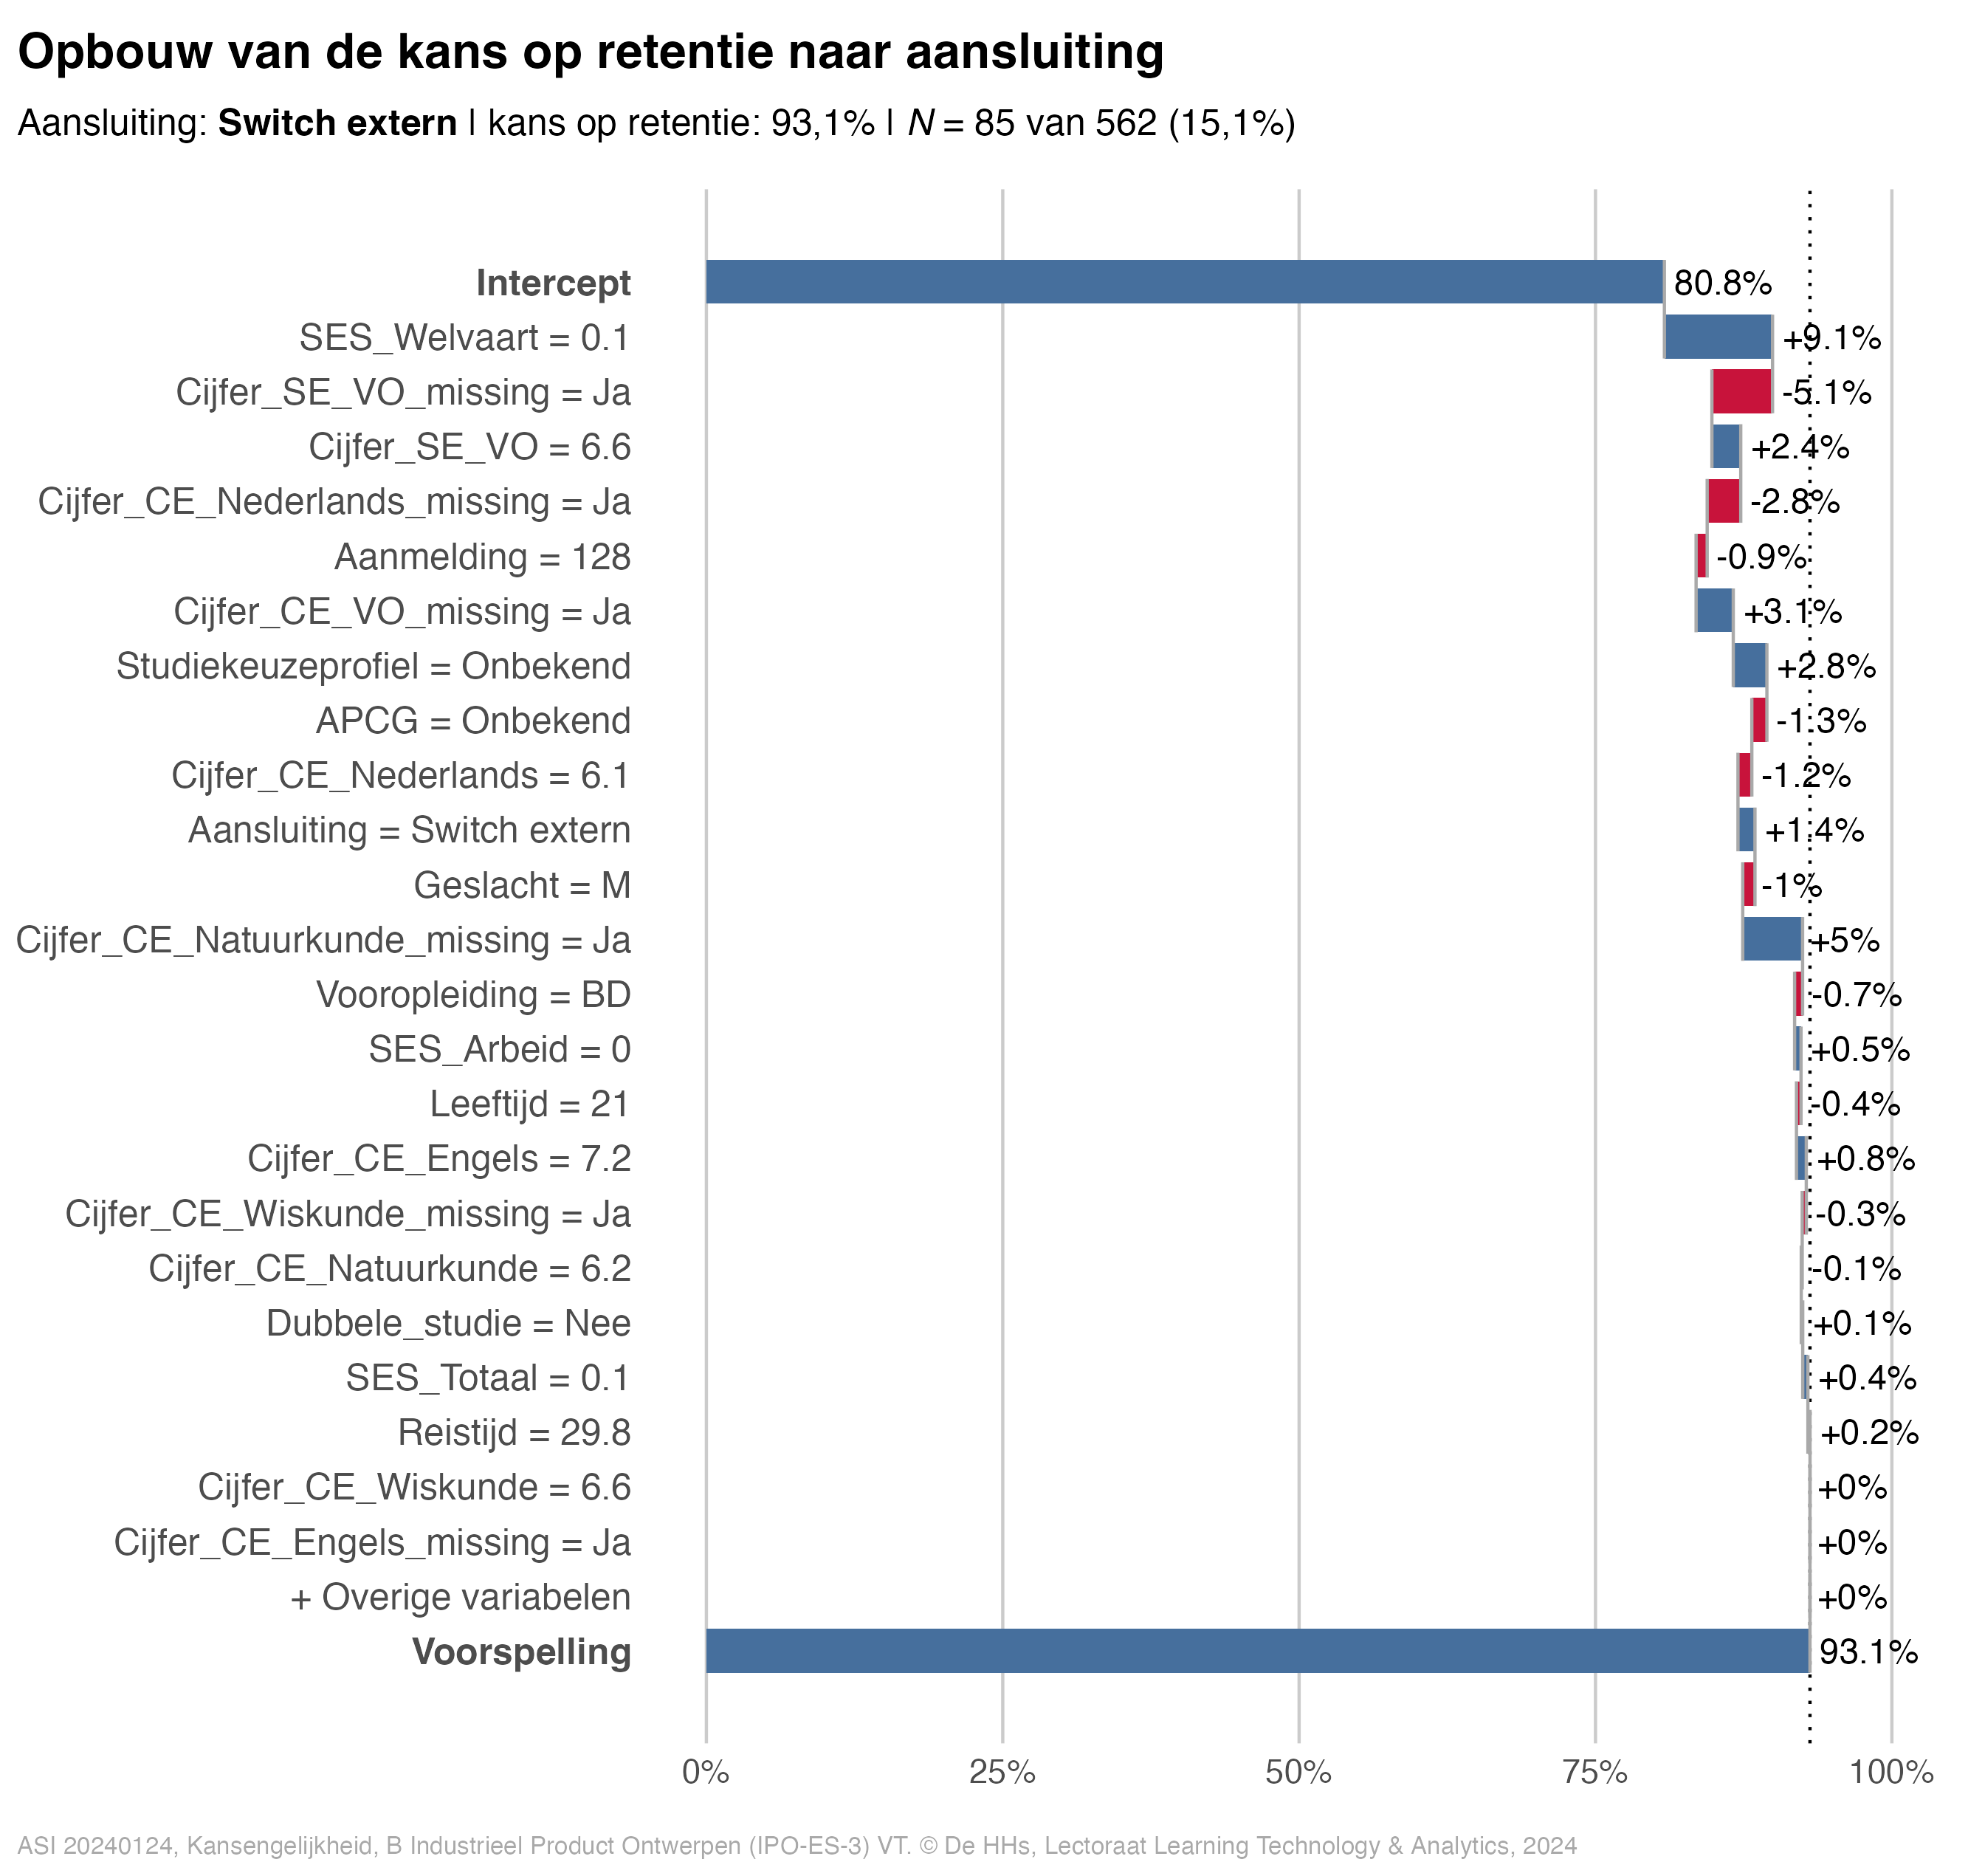 Opbouw van de kans op retentie naar aansluiting
Aansluiting: Switch extern | kans op retentie: 93,1% | N = 85 van 562 (15,1%)
Intercept 80.8%
SES_Welvaart = 0.1 +9.1%
Cijfer_SE_VO_missing = Ja -5.1%
Cijfer_SE_VO = 6.6 +2.4%
Cijfer_CE_Nederlands_missing = Ja -2.8%
Aanmelding = 128 -0.9%
Cijfer_CE_VO_missing = Ja +3.1%
Studiekeuzeprofiel = Onbekend +2.8%
APCG = Onbekend -1.3%
Cijfer_CE_Nederlands = 6.1 -1.2%
Aansluiting = Switch extern +1.4%
Geslacht = M -1%
Cijfer_CE_Natuurkunde_missing = Ja +5%
Vooropleiding = BD -0.7%
SES_Arbeid = 0 +0.5%
Leeftijd = 21 -0.4%
Cijfer_CE_Engels = 7.2 +0.8%
Cijfer_CE_Wiskunde_missing = Ja -0.3%
Cijfer_CE_Natuurkunde = 6.2 -0.1%
Dubbele_studie = Nee +0.1%
SES_Totaal = 0.1 +0.4%
Reistijd = 29.8 +0.2%
Cijfer_CE_Wiskunde = 6.6 +0%
Cijfer_CE_Engels_missing = Ja +0%
+ Overige variabelen +0%
Voorspelling 93.1%
0% 25% 50% 75% 100%
ASI 20240124, Kansengelijkheid, B Industrieel Product Ontwerpen (IPO-ES-3) VT. © De HHs, Lectoraat Learning Technology & Analytics, 2024